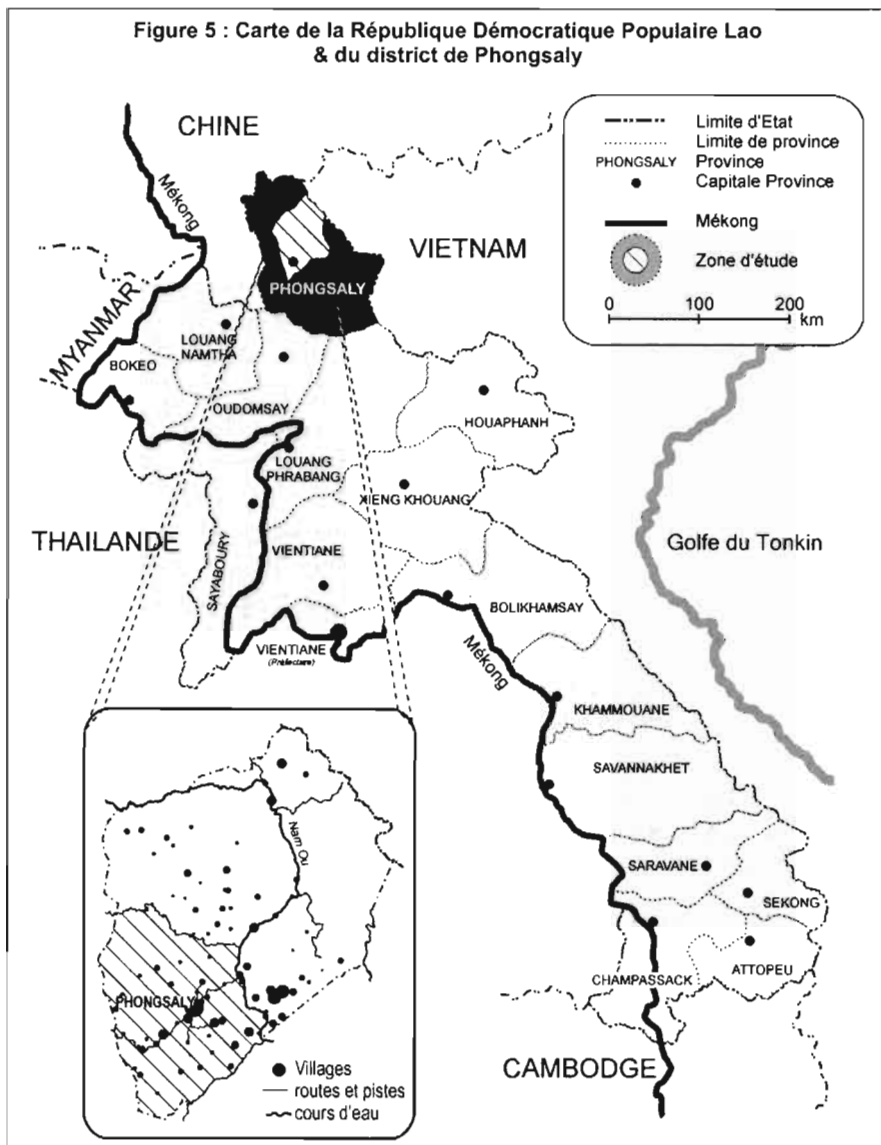 Figure 5 : Carte de la République Démocratique Populaire Lao
& du district de Phongsaly
CHINE
Limite d'Etat
Limite de province
PHONGSALY Province
Capitale Province
Mékong
Zone d'étude
0 100 200
km
Mékong
VIETNAM
PHONGSALY
MYANMAR
LOUANG
NAMTHA
BOKEO
OUDOMSAY
HOUAPHANH
LOUANG
PHRABANG
XIENG KHOUANG
THAILANDE
SAYABOURY
VIENTIANE
Golfe du Tonkin
BOLIKHAMSAY
VIENTIANE
(Préfecture)
Mékong
KHAMMOUANE
SAVANNAKHET
SARAVANE
SEKONG
CHAMPASSACK
ATTOPEU
CAMBODGE
Nam Ou
PHONGSALY
Villages
routes et pistes
cours d'eau